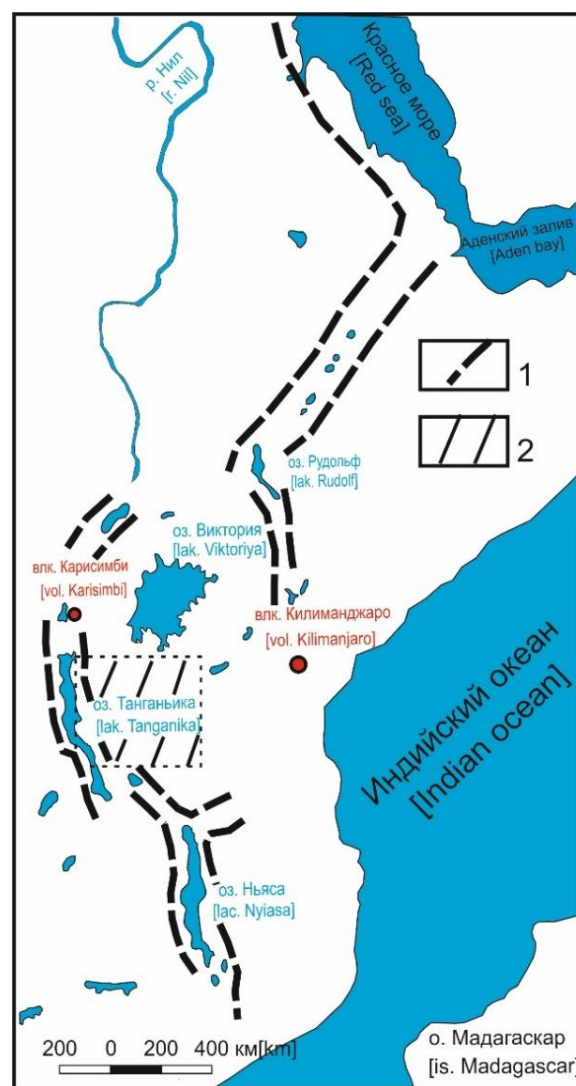 р. Нил
[r. Nil]
Красное море
[Red sea]
Аденский залив
[Aden bay]
1
2
оз. Рудольф
[lak. Rudolf]
оз. Виктория
[lak. Viktoriya]
влк. Карисимби
[vol. Karisimbi]
влк. Килиманджаро
[vol. Kilimanjaro]
оз. Танганьика
[lak. Tanganika]
Индийский океан
[Indian ocean]
оз. Ньяса
[lac. Nyiasa]
200 0 200 400 км[km]
о. Мадагаскар
[is. Madagascar]